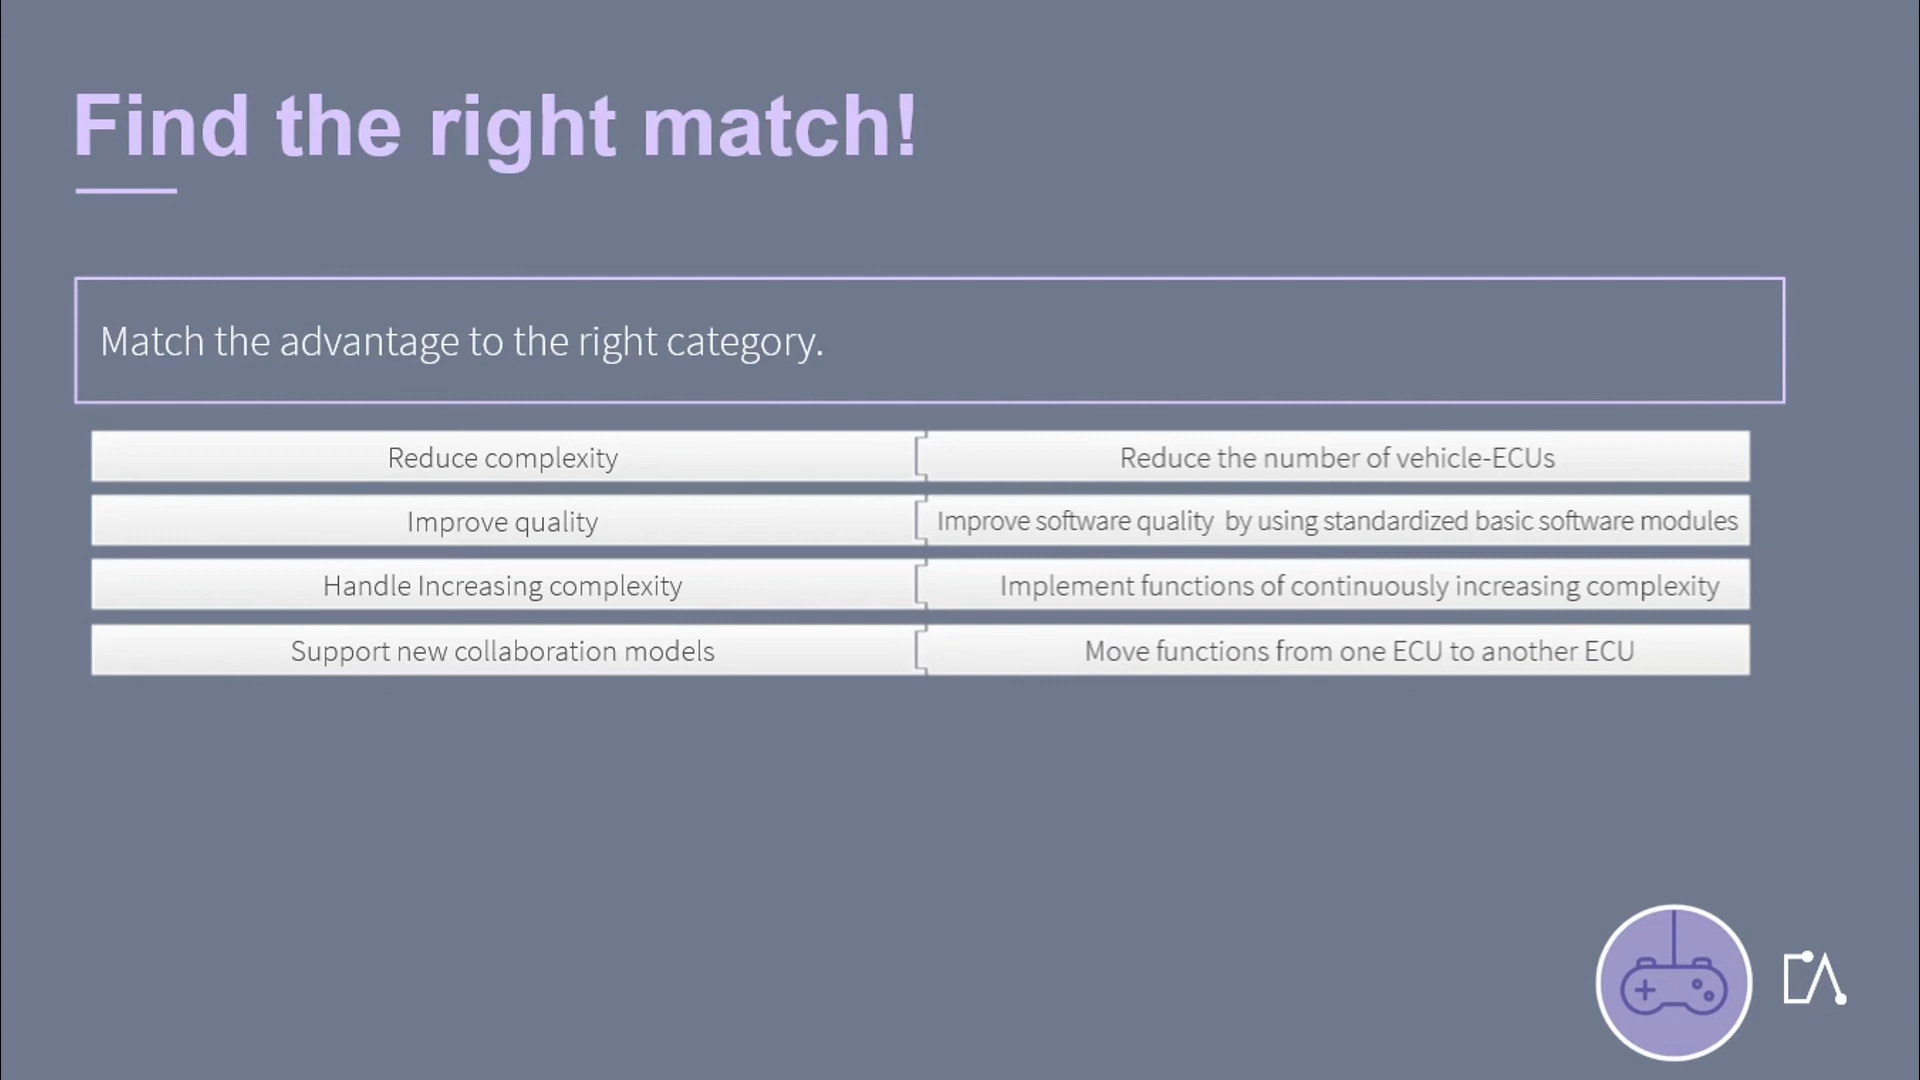 Find the right match!
Match the advantage to the right category.
Reduce complexity
Reduce the number of vehicle-ECUs
Improve quality
Improve software quality by using standardized basic software modules
Handle Increasing complexity
Implement functions of continuously increasing complexity
Support new collaboration models
Move functions from one ECU to another ECU